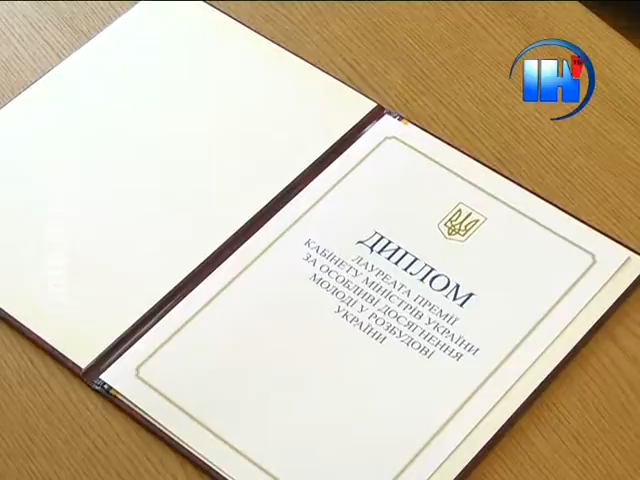 ІН
ДИПЛОМ
ЛАУРЕАТА ПРЕМІЇ
КАБІНЕТУ МІНІСТРІВ УКРАЇНИ
ЗА ОСОБЛИВІ ДОСЯГНЕННЯ
МОЛОДІ У РОЗБУДОВІ
УКРАЇНИ